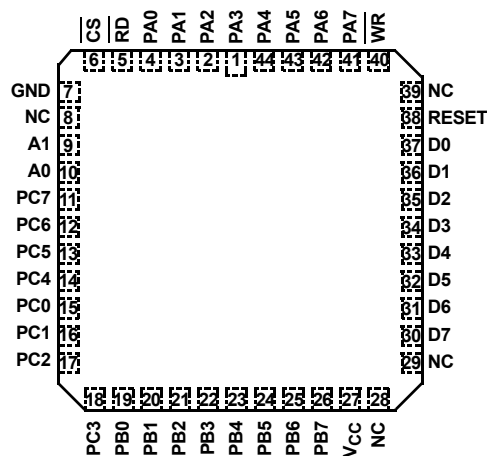 CS RD PA0 PA1 PA2 PA3 PA4 PA5 PA6 PA7 WR
6 5 4 3 2 1 44 43 42 41 40
GND 7 39 NC
NC 8 38 RESET
A1 9 37 D0
A0 10 36 D1
PC7 11 35 D2
PC6 12 34 D3
PC5 13 33 D4
PC4 14 32 D5
PC0 15 31 D6
PC1 16 30 D7
PC2 17 29 NC
18 19 20 21 22 23 24 25 26 27 28
PC3 PB0 PB1 PB2 PB3 PB4 PB5 PB6 PB7 VCC NC